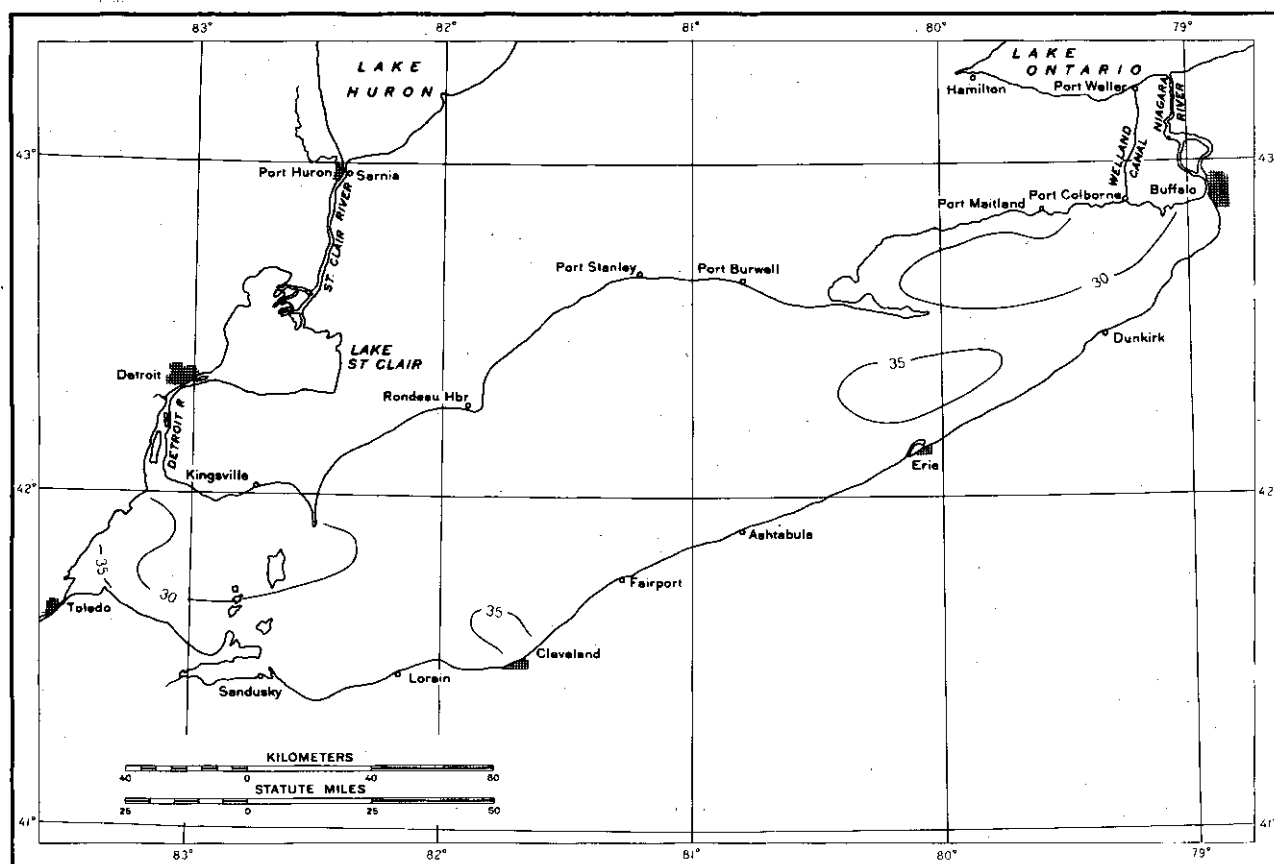 83°
82°
81°
80°
79°
LAKE
HURON
LAKE
ONTARIO
Hamilton
Port Weller
NIAGARA
RIVER
WELLAND
CANAL
43°
43°
Port Huron
Sarnia
ST. CLAIR RIVER
Port Maitland
Port Colborne
Buffalo
30
Port Stanley
Port Burwell
LAKE
ST CLAIR
Detroit
DETROIT R
Rondeau Hbr
35
Dunkirk
Erie
Kingsville
42°
42°
35
30
Toledo
Ashtabula
Fairport
35
Cleveland
Sandusky
Lorain
KILOMETERS
40 0 40 80
STATUTE MILES
25 0 25 50
41°
41°
83°
82°
81°
80°
79°